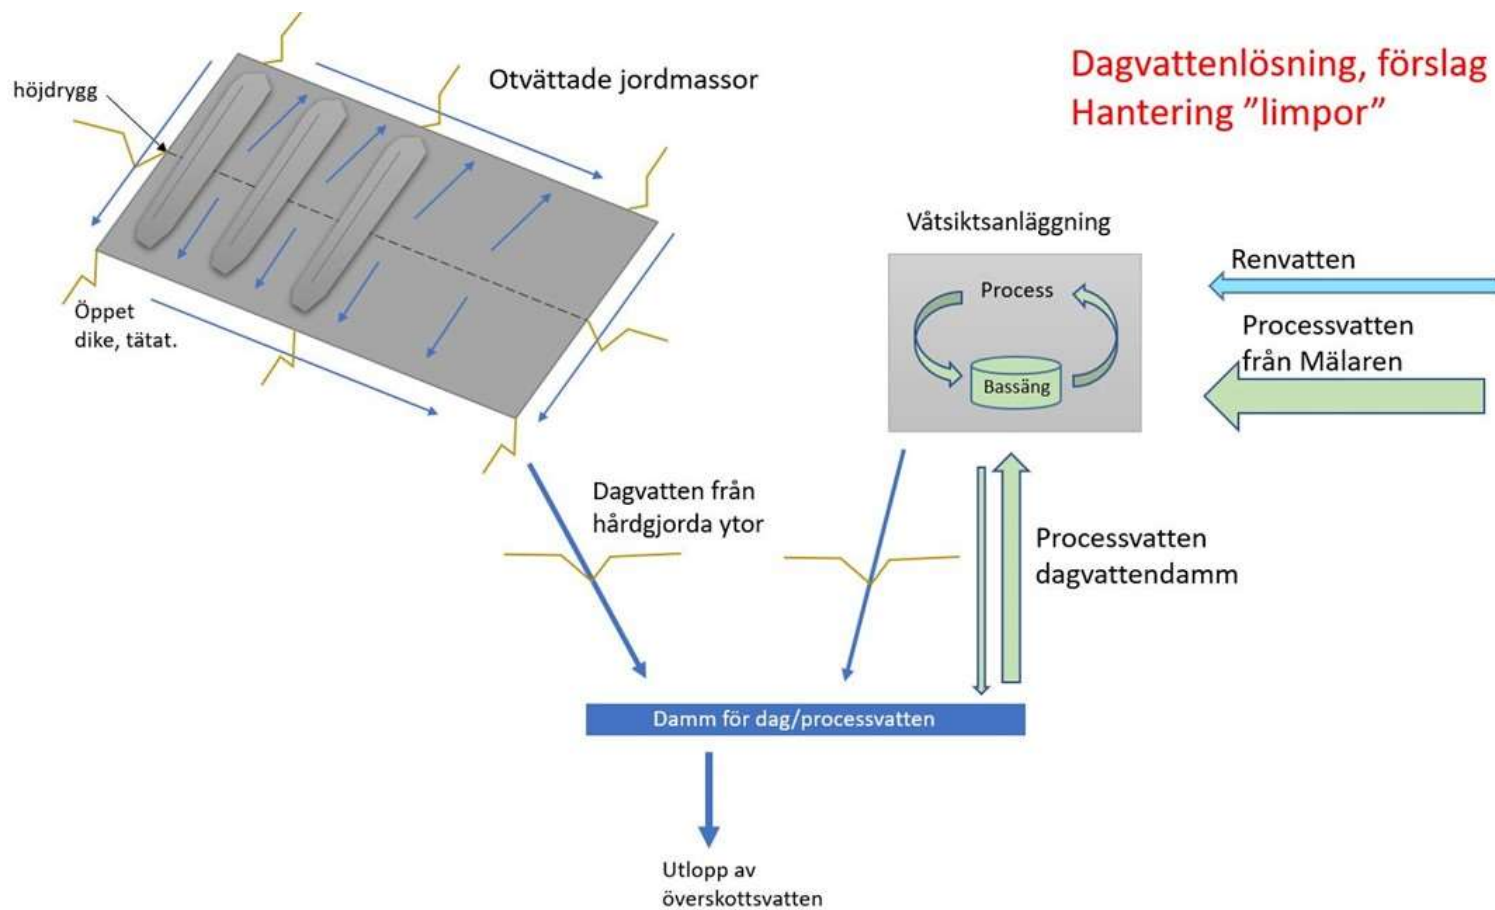 Dagvattenlösning, förslag
Hantering ”limpor”
Otvättade jordmassor
höjdrygg
Öppet
dike, tätat.
Våtsiktsanläggning
Process
Bassäng
Renvatten
Processvatten
från Mälaren
Dagvatten från
hårdgjorda ytor
Processvatten
dagvattendamm
Damm för dag/processvatten
Utlopp av
överskottsvatten